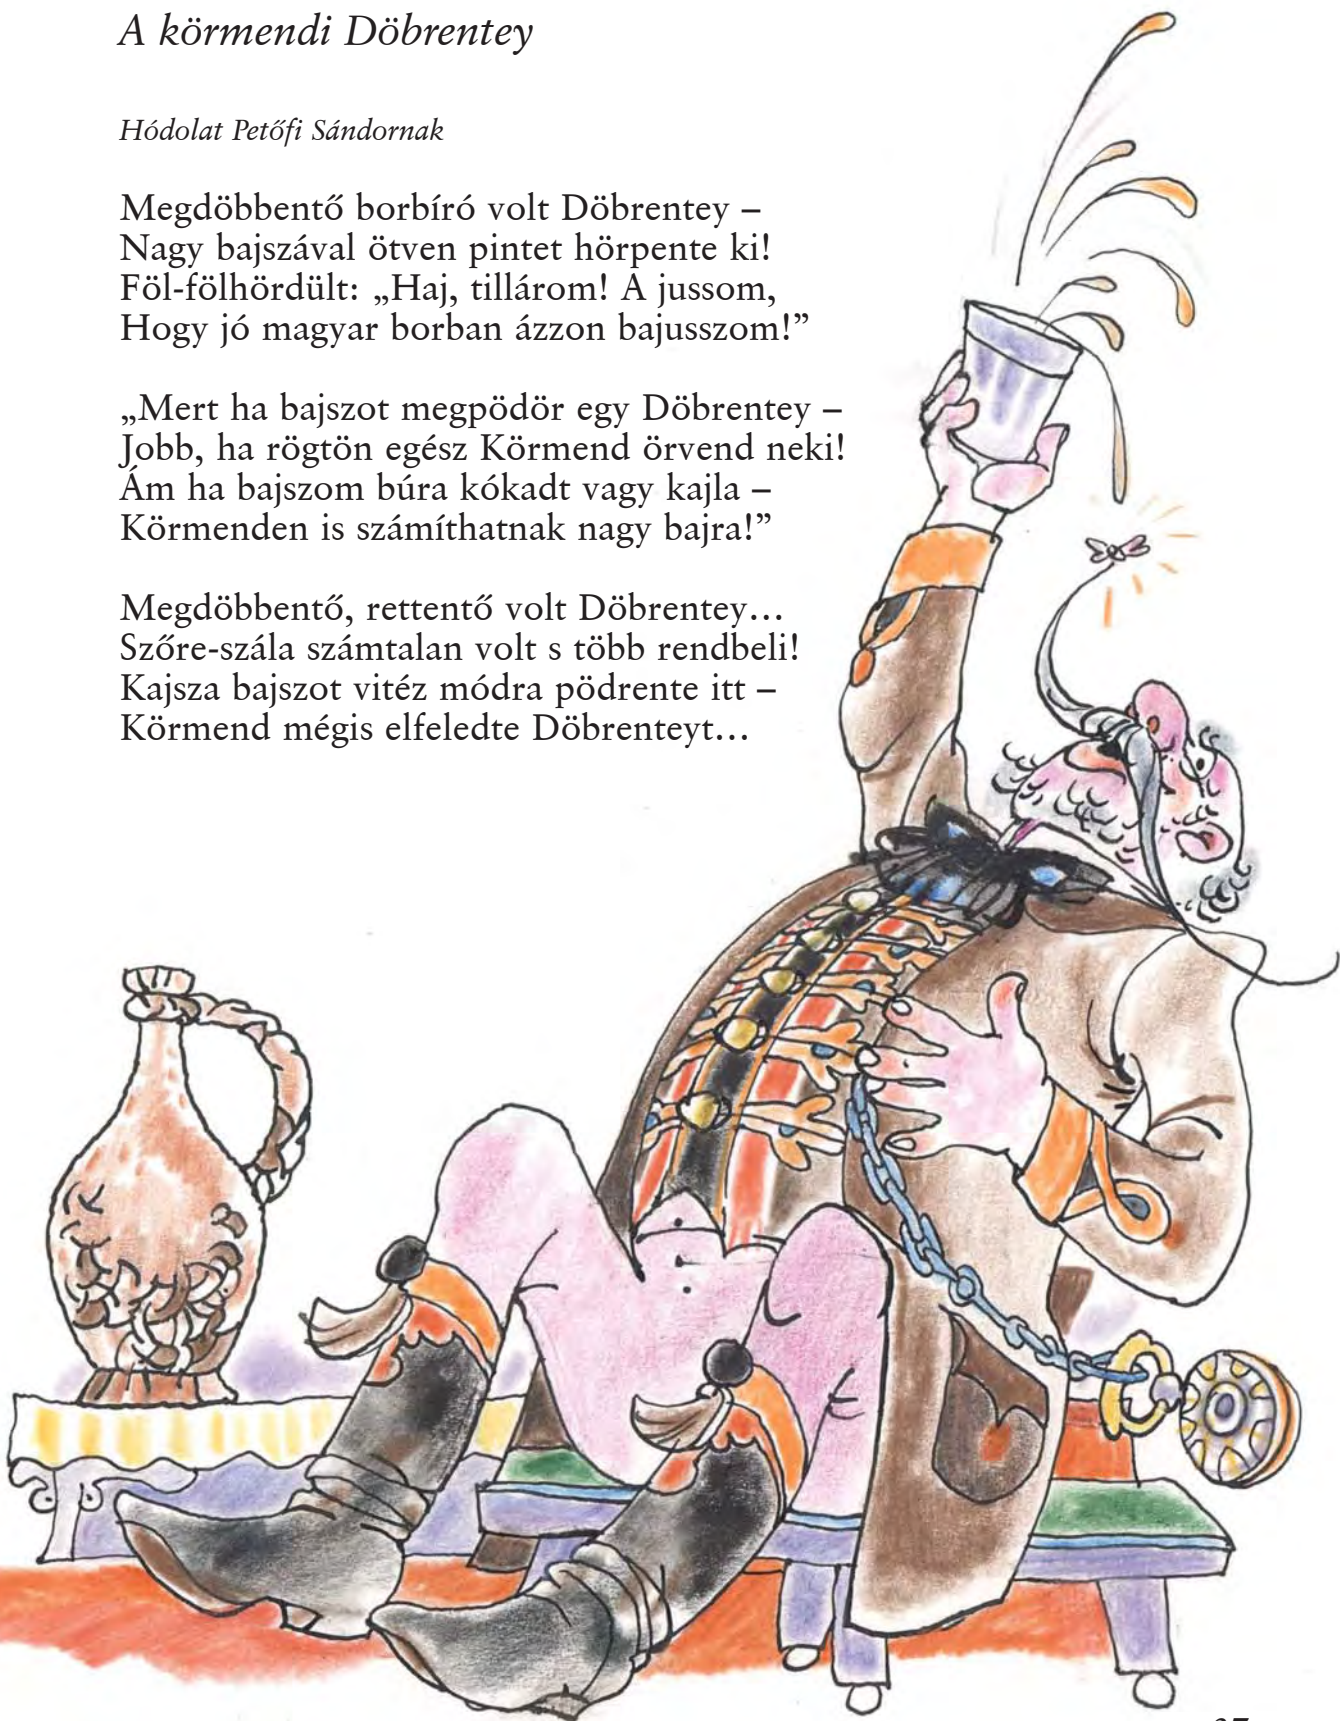 A körmendi Döbrentey
Hódolat Petőfi Sándornak
Megdöbbentő borbíró volt Döbrentey –
Nagy bajszával ötven pintet hörpente ki!
Föl-fölhördült: „Haj, tillárom! A jussom,
Hogy jó magyar borban ázzon bajusszom!”
„Mert ha bajszot megpödör egy Döbrentey –
Jobb, ha rögtön egész Körmend örvend neki!
Ám ha bajszom búra kókadt vagy kajla –
Körmenden is számíthatnak nagy bajra!”
Megdöbbentő, rettentő volt Döbrentey...
Szőre-szála számtalan volt s több rendbeli!
Kajsza bajszot vitéz módra pödrente itt –
Körmend mégis elfeledte Döbrenteyt...